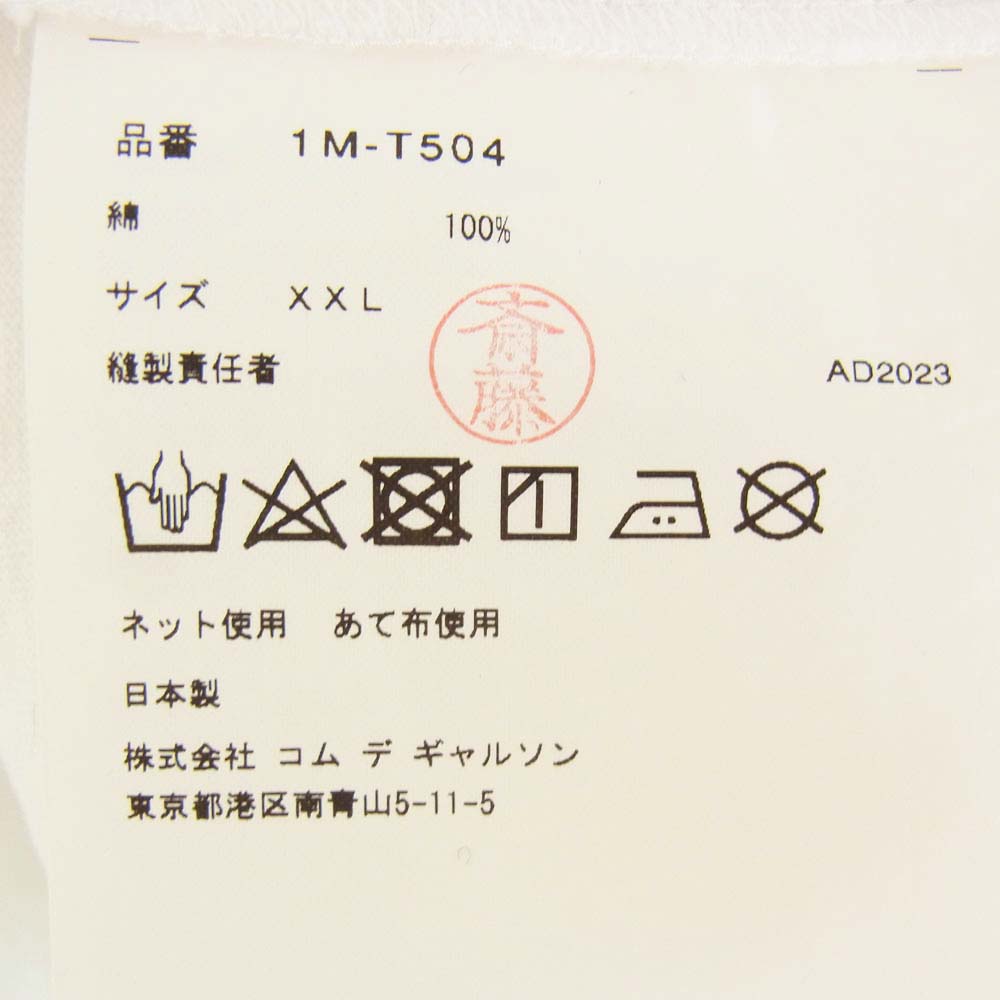 品番 1M-T504
綿 100%
サイズ XXL
斎藤
縫製責任者 AD2023
ネット使用 あて布使用
日本製
株式会社 コム デ ギャルソン
東京都港区南青山5-11-5